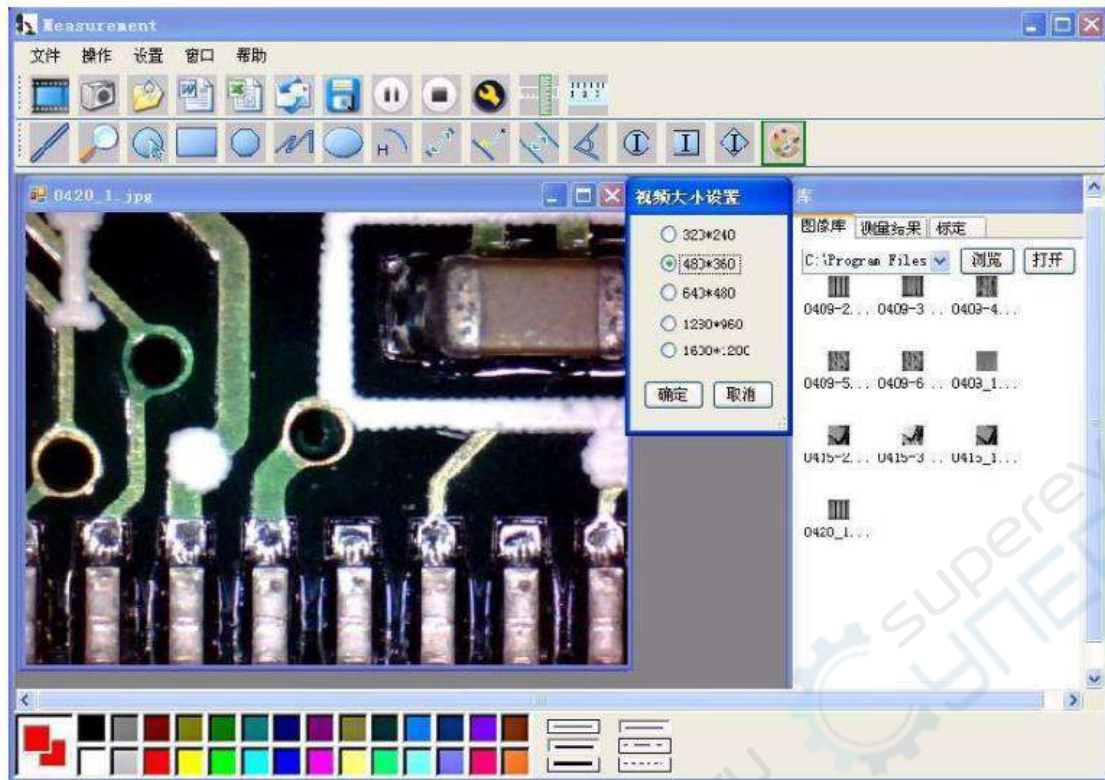 Measurement
文件 操作 设置 窗口 帮助
0420_1.jpg
视频大小设置
320*240
480*360
640*480
1280*960
1600*1200
确定 取消
库
图像库 测量结果 标定
C:\Program Files 浏览 打开
0409-2... 0409-3 .. 0409-4...
0409-5... 0409-6 .. 0409_1...
0415-2... 0415-3 .. 0415_1...
0420_1...
H